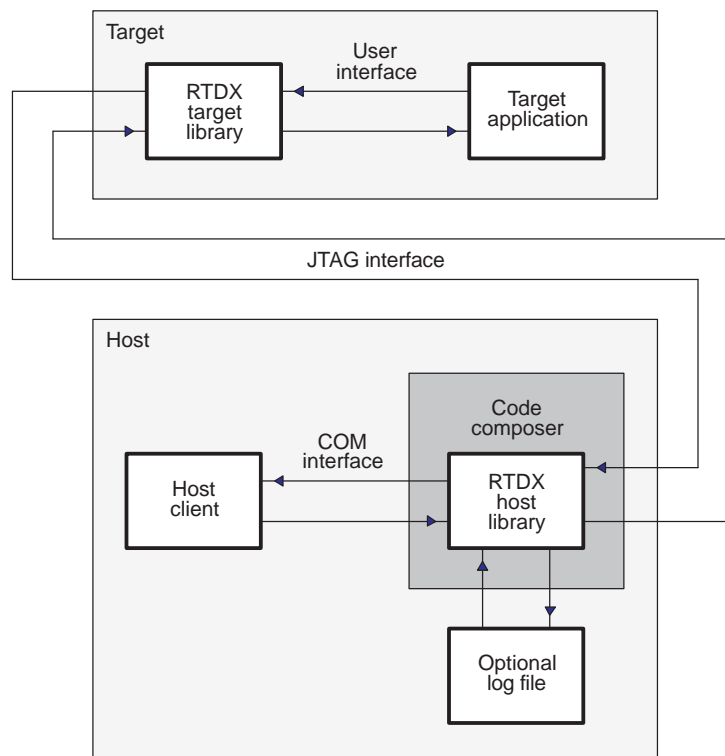 Target
User
interface
RTDX
target
library
Target
application
JTAG interface
Host
Code
composer
COM
interface
Host
client
RTDX
host
library
Optional
log file